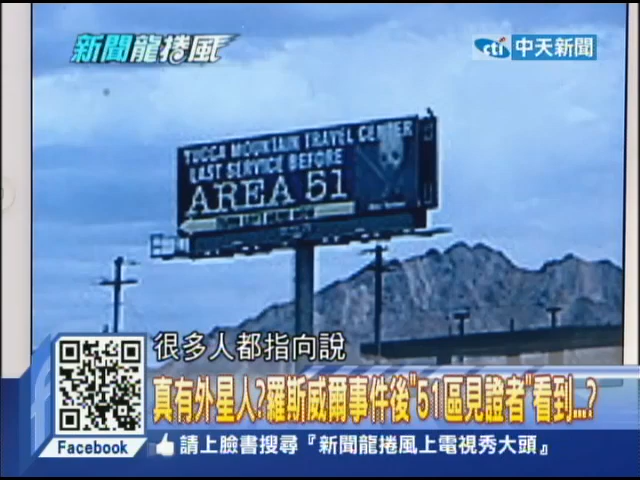 新聞龍捲風
cti 中天新聞
YUCCA MOUNTAIN TRAVEL CENTER
LAST SERVICE BEFORE
AREA 51
很多人都指向說
真有外星人?羅斯威爾事件後"51區見證者"看到...?
Facebook
請上臉書搜尋『新聞龍捲風上電視秀大頭』